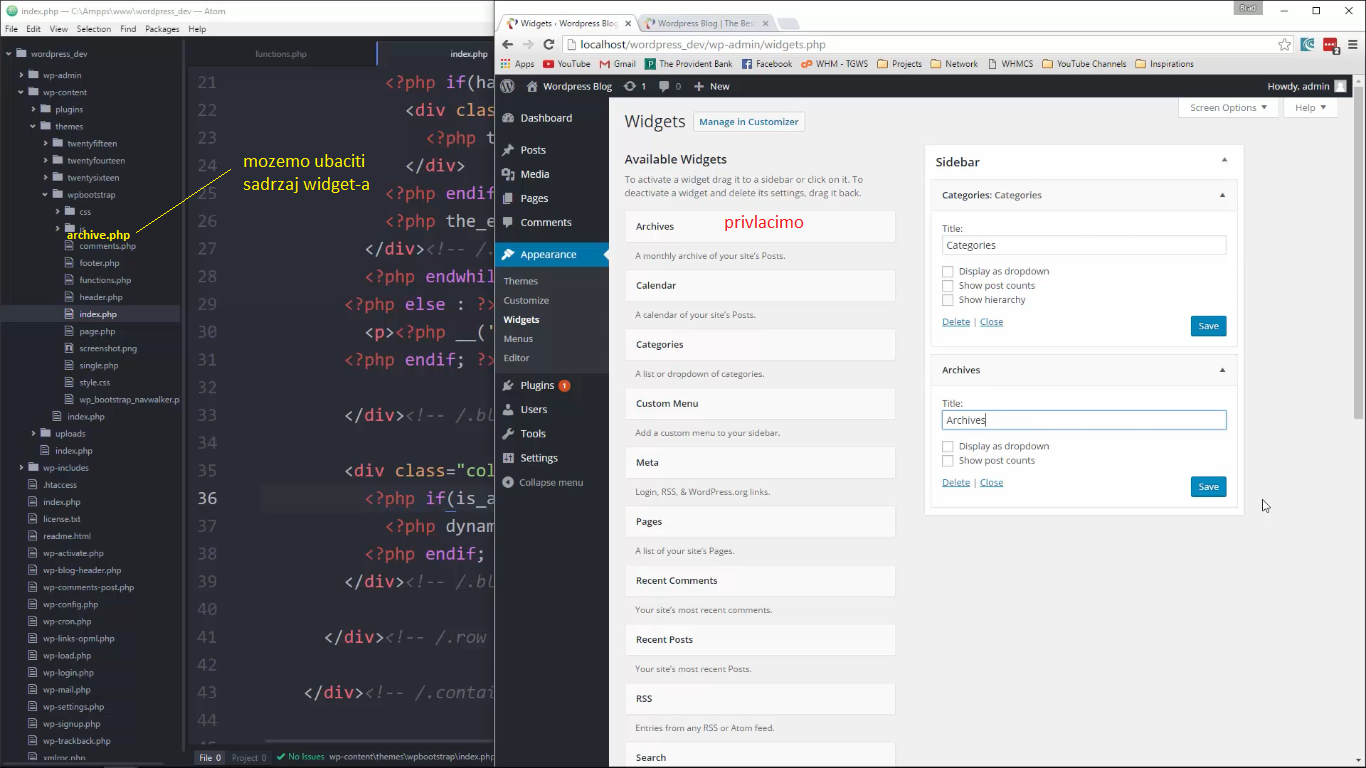 index.php — C:\Ampps\www\wordpress_dev — Atom
File Edit View Selection Find Packages Help
wordpress_dev
wp-admin
wp-content
plugins
themes
twentyfifteen
twentyfourteen
twentysixteen
wpbootstrap
css
archive.php
comments.php
footer.php
functions.php
header.php
index.php
page.php
screenshot.png
single.php
style.css
wp_bootstrap_navwalker.p
index.php
uploads
index.php
wp-includes
.htaccess
index.php
license.txt
readme.html
wp-activate.php
wp-blog-header.php
wp-comments-post.php
wp-config.php
wp-cron.php
wp-links-opml.php
wp-load.php
wp-login.php
wp-mail.php
wp-settings.php
wp-signup.php
wp-trackback.php
xmlrpc.php
mozemo ubaciti
sadrzaj widget-a
functions.php index.php
21 <?php if(ha
22 <div clas
23 <?php t
24 </div>
25 <?php endif
26 <?php the_e
27 </div><!-- /.
28 <?php endwhil
29 <?php else : ?>
30 <p><?php __('
31 <?php endif; ?>
32
33 </div><!-- /.bl
34
35 <div class="col
36 <?php if(is_a
37 <?php dynam
38 <?php endif;
39 </div><!-- /.bl
40
41 </div><!-- /.row
42
43 </div><!-- /.conta
44
File 0 Project 0 No Issues wp-content\themes\wpbootstrap\index.php
Widgets ‹ Wordpress Blog Wordpress Blog | The Bes
Brad
localhost/wordpress_dev/wp-admin/widgets.php
2
Apps YouTube Gmail The Provident Bank Facebook WHM - TGWS Projects Network WHMCS YouTube Channels Inspirations
Wordpress Blog 1 0 New Howdy, admin
Dashboard
Posts
Media
Pages
Comments
Appearance
Themes
Customize
Widgets
Menus
Editor
Plugins 1
Users
Tools
Settings
Collapse menu
Screen Options Help
Widgets Manage in Customizer
Available Widgets
To activate a widget drag it to a sidebar or click on it. To
deactivate a widget and delete its settings, drag it back.
Archives privlacimo
A monthly archive of your site's Posts.
Calendar
A calendar of your site's Posts.
Categories
A list or dropdown of categories.
Custom Menu
Add a custom menu to your sidebar.
Meta
Login, RSS, & WordPress.org links.
Pages
A list of your site's Pages.
Recent Comments
Your site's most recent comments.
Recent Posts
Your site's most recent Posts.
RSS
Entries from any RSS or Atom feed.
Search
Sidebar
Categories: Categories
Title:
Categories
Display as dropdown
Show post counts
Show hierarchy
Delete | Close Save
Archives
Title:
Archives
Display as dropdown
Show post counts
Delete | Close Save